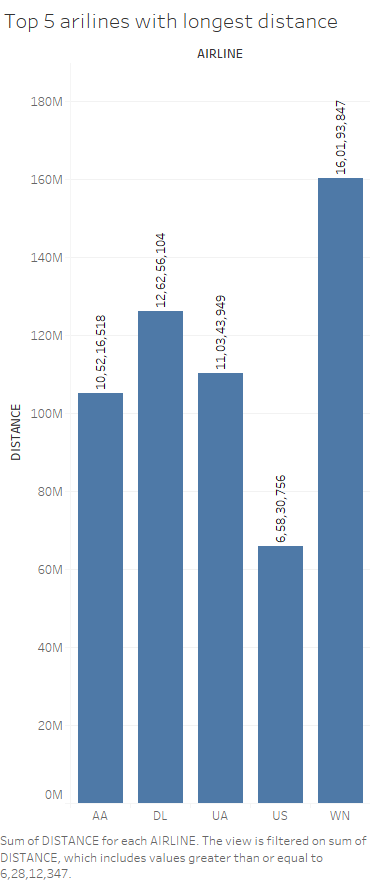 Top 5 arilines with longest distance
AIRLINE
180M
160M
140M
120M
100M
80M
60M
40M
20M
0M
DISTANCE
10,52,16,518
12,62,56,104
11,03,43,949
6,58,30,756
16,01,93,847
AA DL UA US WN
Sum of DISTANCE for each AIRLINE. The view is filtered on sum of
DISTANCE, which includes values greater than or equal to
6,28,12,347.